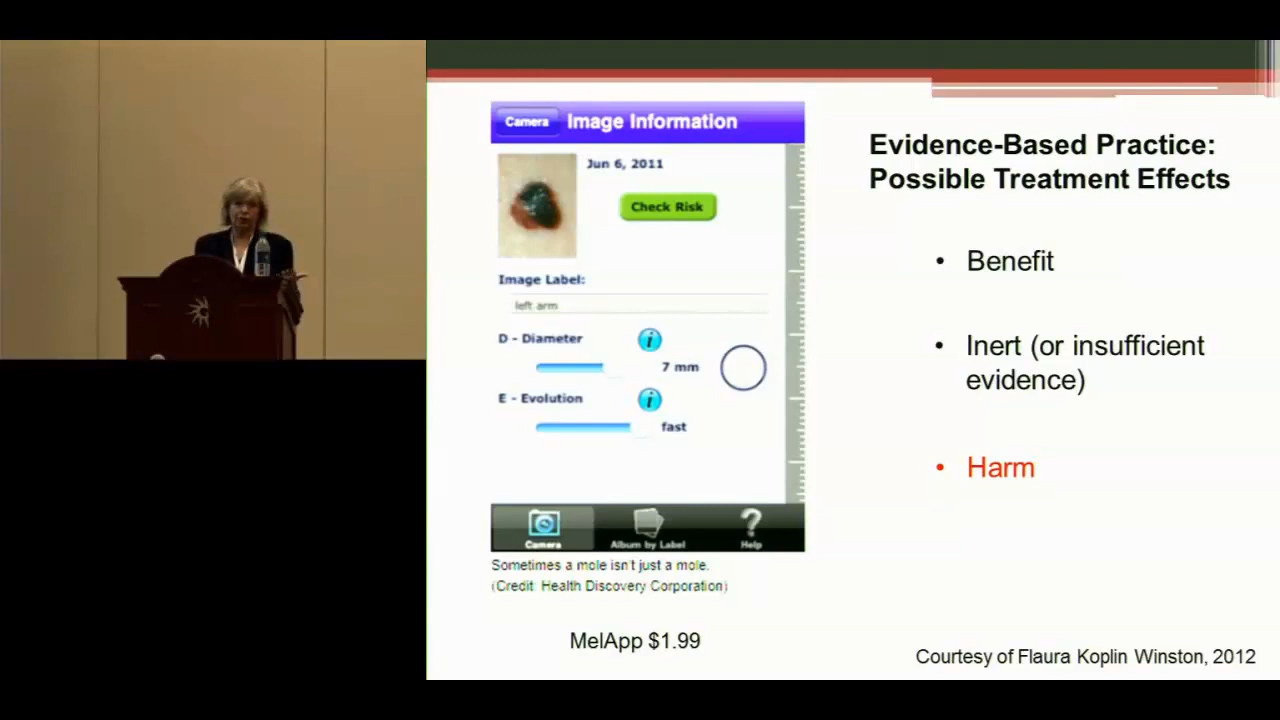 Camera
Image Information
Jun 6, 2011
Check Risk
Image Label:
left arm
D - Diameter
i
7 mm
E - Evolution
i
fast
Camera
Album by Label
?
Help
Sometimes a mole isn't just a mole.
(Credit: Health Discovery Corporation)
MelApp $1.99
Evidence-Based Practice:
Possible Treatment Effects
• Benefit
• Inert (or insufficient
evidence)
• Harm
Courtesy of Flaura Koplin Winston, 2012